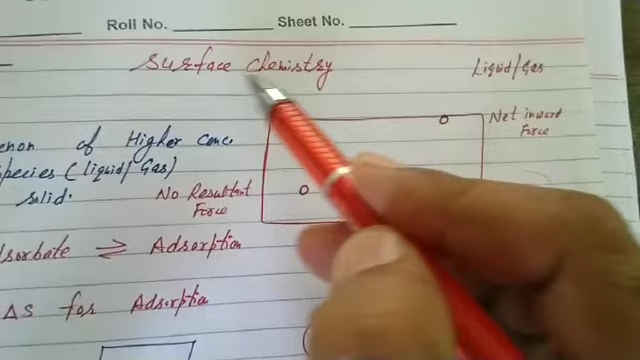 Roll No. Sheet No.
Surface Chemistry
Liquid/Gas
Net inward
Force
of Higher Conc.
species (liquid/Gas)
solid.
No Resultant
Force
⇌ Adsorption
ΔS for Adsorption